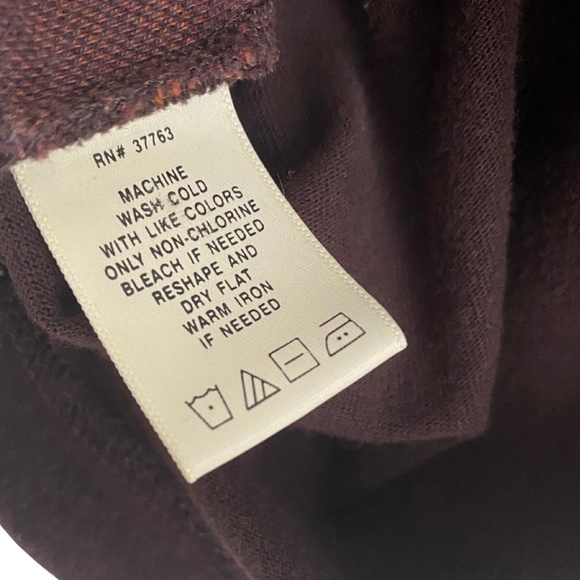 RN# 37763
MACHINE
WASH COLD
WITH LIKE COLORS
ONLY NON-CHLORINE
BLEACH IF NEEDED
RESHAPE AND
DRY FLAT
WARM IRON
IF NEEDED